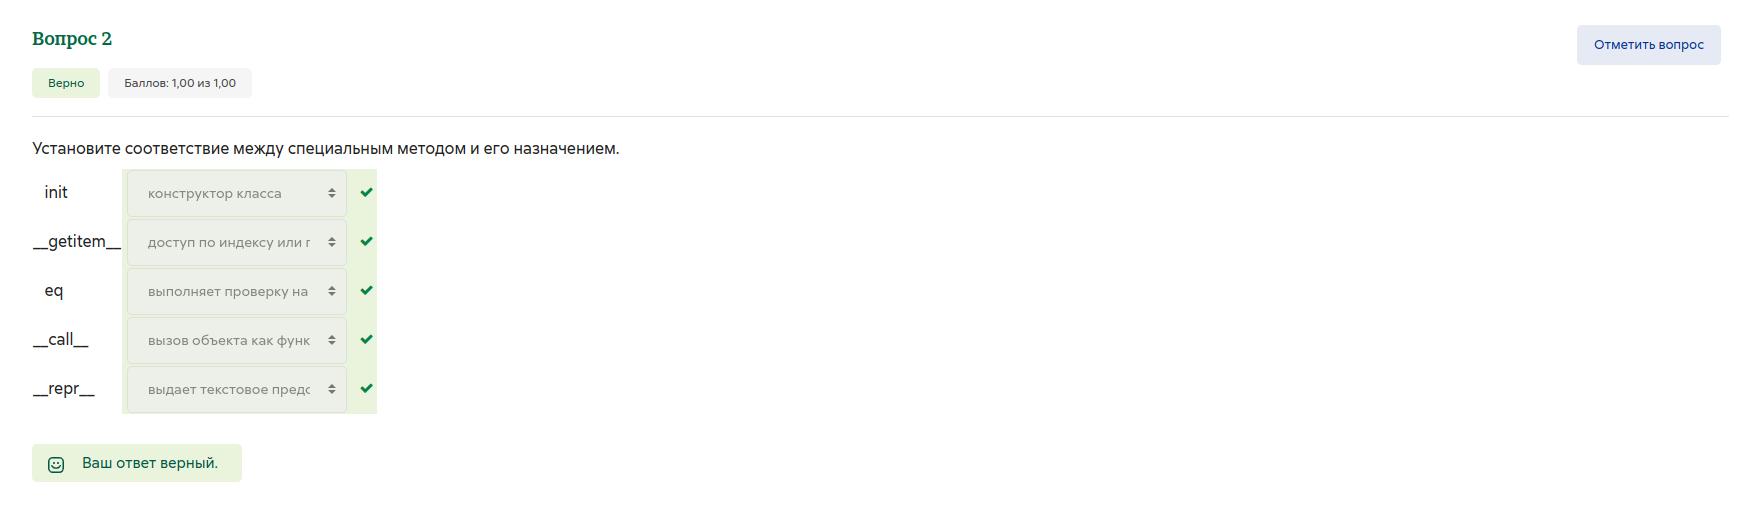 Вопрос 2
Отметить вопрос
Верно
Баллов: 1,00 из 1,00
Установите соответствие между специальным методом и его назначением.
init конструктор класса
__getitem__ доступ по индексу или
eq выполняет проверку на
__call__ вызов объекта как функ
__repr__ выдает текстовое предс
Ваш ответ верный.